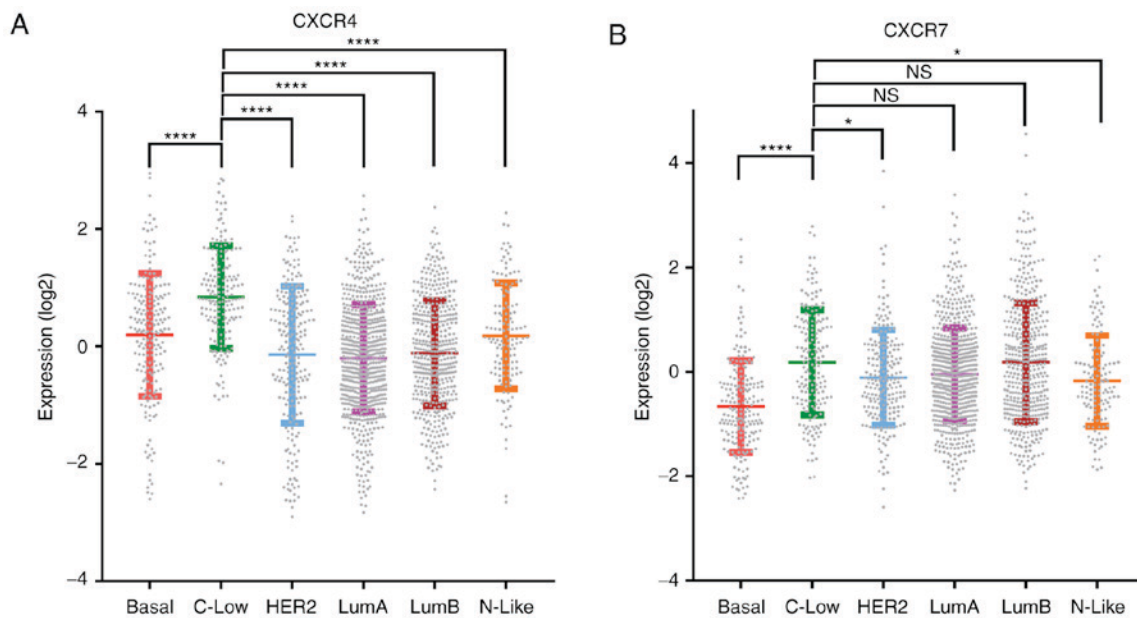 A
CXCR4
****
****
****
****
****
4
2
0
−2
−4
Expression (log2)
Basal C-Low HER2 LumA LumB N-Like
B
CXCR7
*
NS
NS
*
****
4
2
0
−2
−4
Expression (log2)
Basal C-Low HER2 LumA LumB N-Like